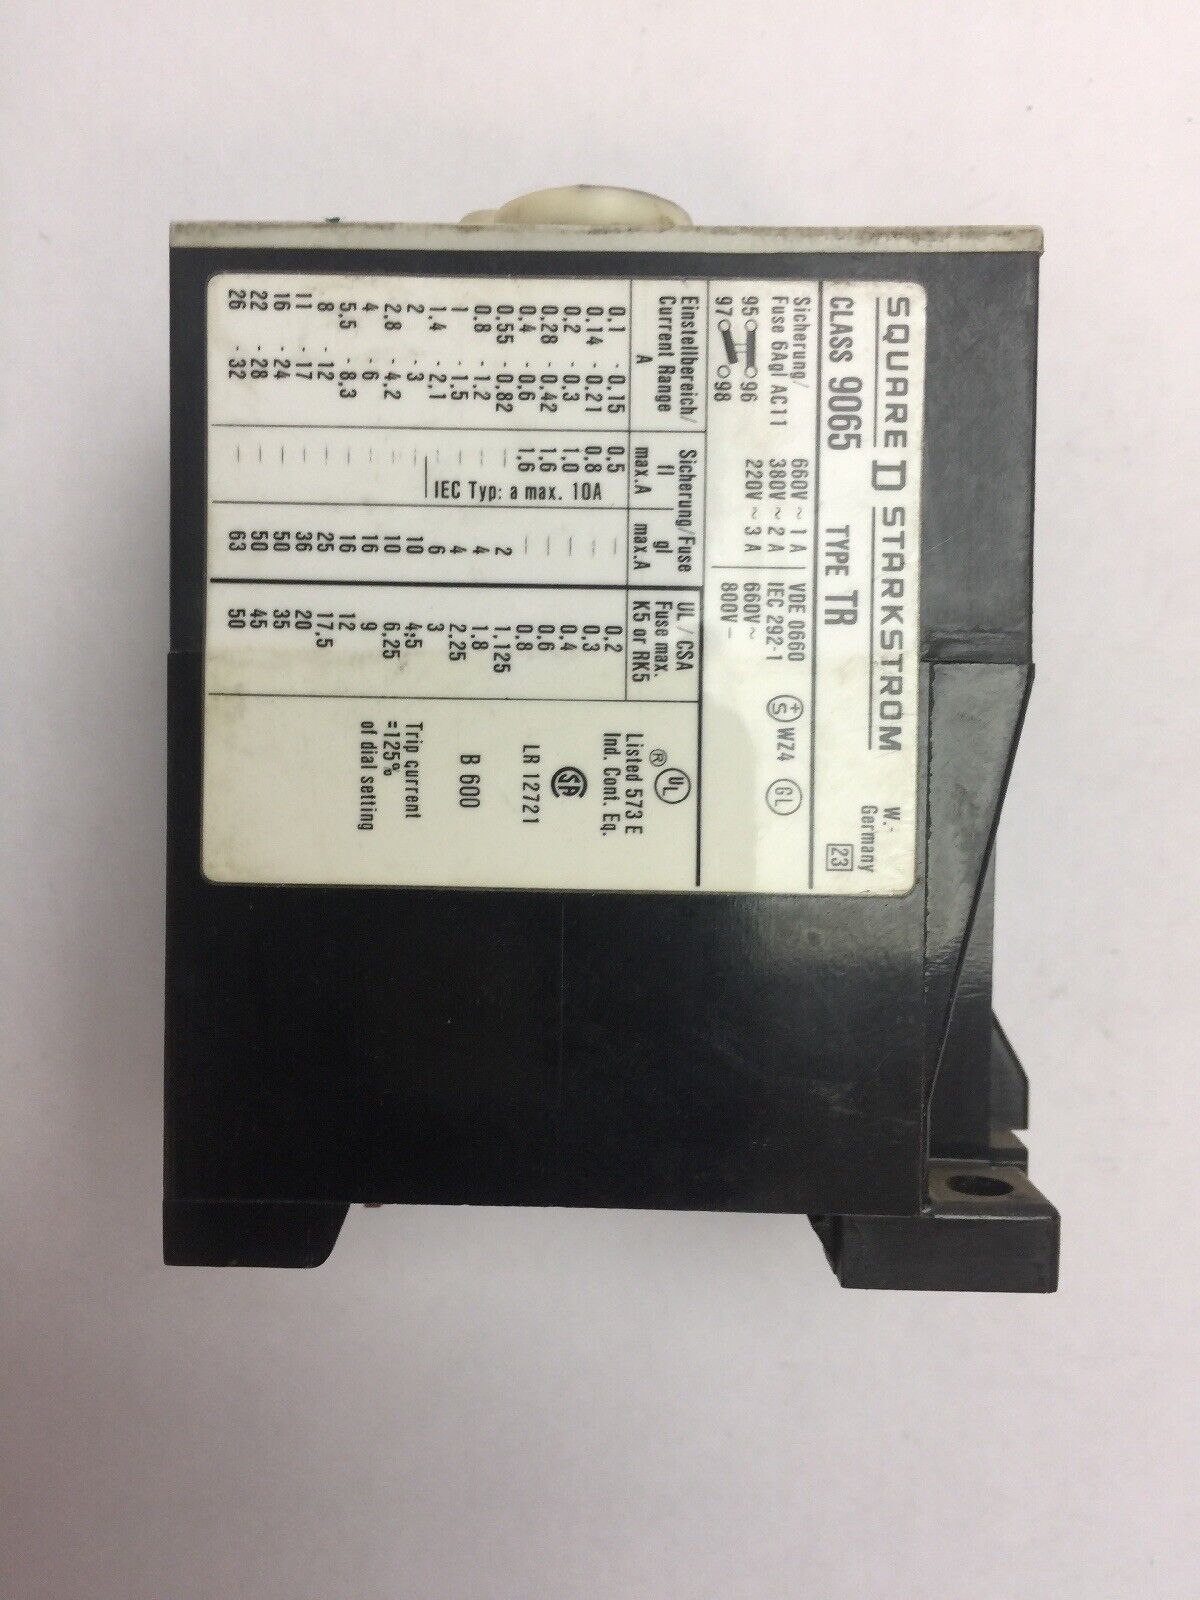 SQUARE D STARKSTROM
W.-Germany
CLASS 9065 TYPE TR 23
Sicherung/
Fuse 6Agl AC11
95 96
97 98
660V ~ 1 A
380V ~ 2 A
220V ~ 3 A
VDE 0660
IEC 292-1
660V~
800V-
+S WZ4 GL
Einstellbereich/
Current Range
A
Sicherung/Fuse
fl gl
max.A max.A
UL / CSA
Fuse max.
K5 or RK5
0,1 - 0,15 0,5 — 0,2
0,14 - 0,21 0,8 — 0,3
0,2 - 0,3 1,0 — 0,4
0,28 - 0,42 1,6 — 0,6
0,4 - 0,6 1,6 — 0,8
0,55 - 0,82 — 2 1,125
0,8 - 1,2 — 4 1,8
1 - 1,5 — 4 2,25
1,4 - 2,1 — 6 3
2 - 3 — 10 4,5
2,8 - 4,2 — 10 6,25
4 - 6 — 16 9
5,5 - 8,3 — 16 12
8 - 12 — 25 17,5
11 - 17 — 36 20
16 - 24 — 50 35
22 - 28 — 50 45
26 - 32 — 63 50
IEC Typ: a max. 10A
UL ®
Listed 573 E
Ind. Cont. Eq.
SA
LR 12721
B 600
Trip current
=125%
of dial setting